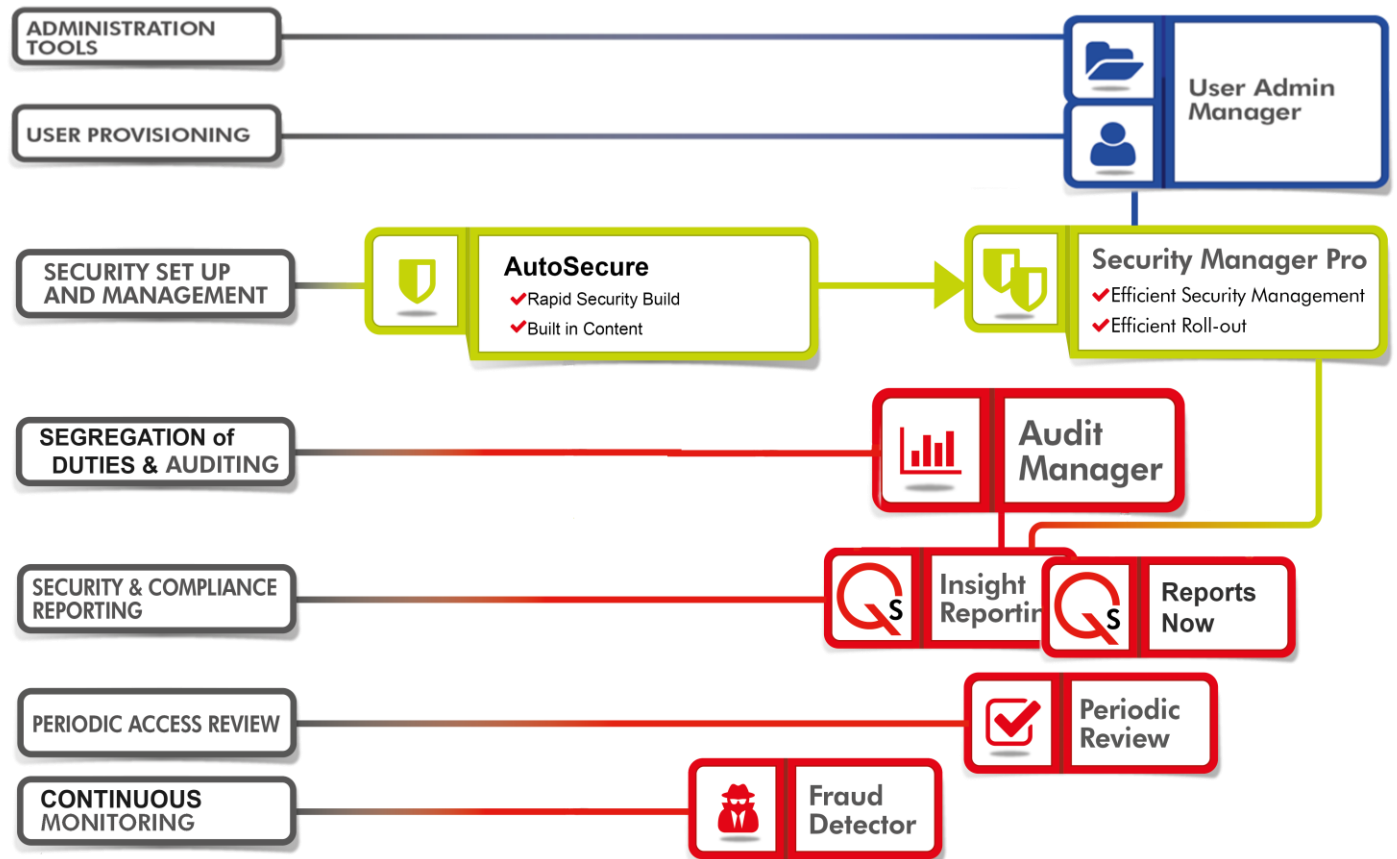 ADMINISTRATION
TOOLS
User Admin
Manager
USER PROVISIONING
SECURITY SET UP
AND MANAGEMENT
AutoSecure
Rapid Security Build
Built in Content
Security Manager Pro
Efficient Security Management
Efficient Roll-out
SEGREGATION of
DUTIES & AUDITING
Audit
Manager
SECURITY & COMPLIANCE
REPORTING
QS
Insight
Reportin
QS
Reports
Now
PERIODIC ACCESS REVIEW
Periodic
Review
CONTINUOUS
MONITORING
Fraud
Detector